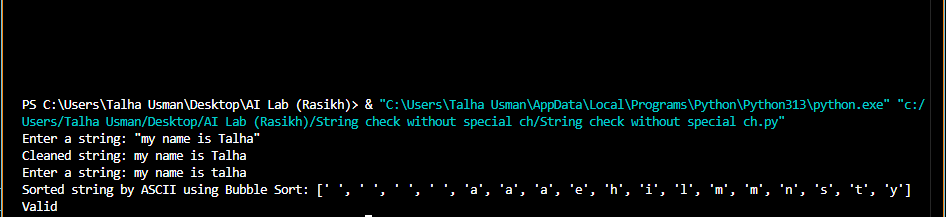 PS C:\Users\Talha Usman\Desktop\AI Lab (Rasikh)> & "C:\Users\Talha Usman\AppData\Local\Programs\Python\Python313\python.exe" "c:/
Users/Talha Usman/Desktop/AI Lab (Rasikh)/String check without special ch/String check without special ch.py"
Enter a string: "my name is Talha"
Cleaned string: my name is Talha
Enter a string: my name is talha
Sorted string by ASCII using Bubble Sort: [' ', ' ', ' ', ' ', 'a', 'a', 'a', 'e', 'h', 'i', 'l', 'm', 'm', 'n', 's', 't', 'y']
Valid